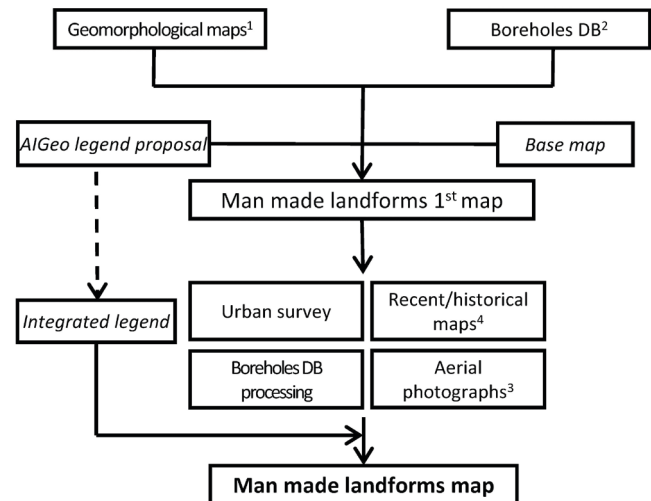 Geomorphological maps¹
Boreholes DB²
AIGeo legend proposal
Base map
Man made landforms 1st map
Integrated legend
Urban survey
Recent/historical
maps⁴
Boreholes DB
processing
Aerial
photographs³
Man made landforms map